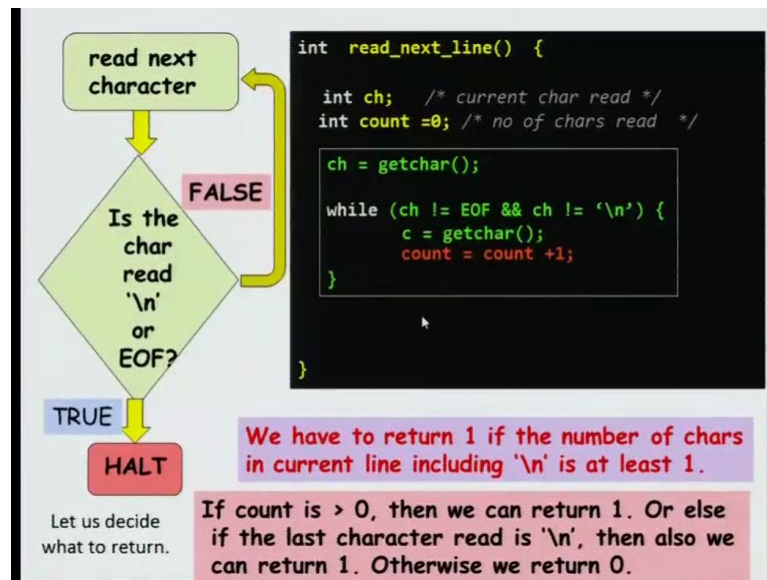 read next
character
FALSE
Is the
char
read
'\n'
or
EOF?
TRUE
HALT
Let us decide
what to return.
int read_next_line() {
int ch; /* current char read */
int count =0; /* no of chars read */
ch = getchar();
while (ch != EOF && ch != ‘\n’) {
c = getchar();
count = count +1;
}
}
We have to return 1 if the number of chars
in current line including '\n' is at least 1.
If count is > 0, then we can return 1. Or else
if the last character read is '\n', then also we
can return 1. Otherwise we return 0.